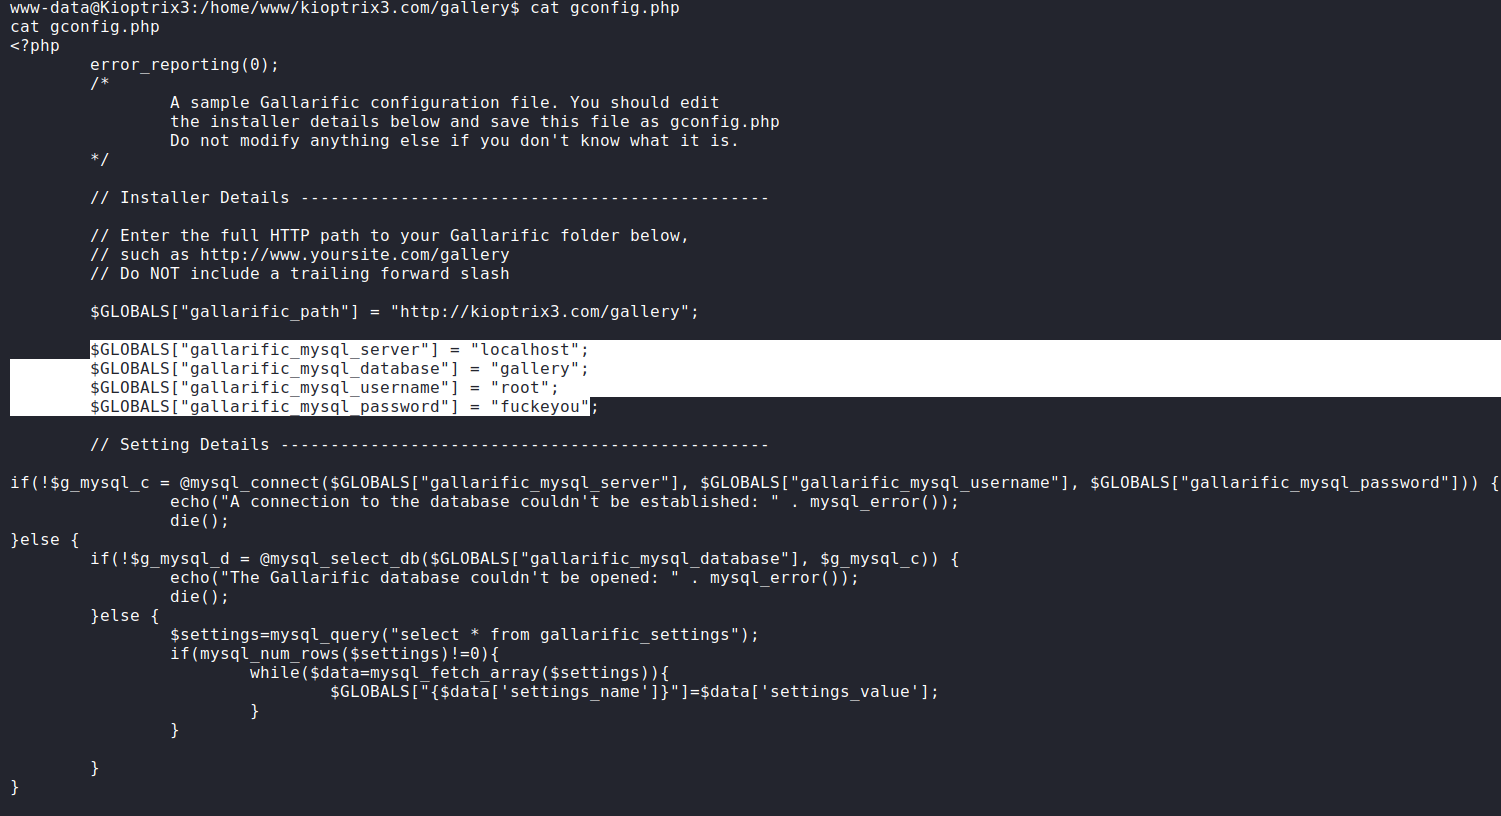 www-data@Kioptrix3:/home/www/kioptrix3.com/gallery$ cat gconfig.php
cat gconfig.php
<?php
        error_reporting(0);
        /*
                A sample Gallarific configuration file. You should edit
                the installer details below and save this file as gconfig.php
                Do not modify anything else if you don't know what it is.
        */

        // Installer Details -----------------------------------------------

        // Enter the full HTTP path to your Gallarific folder below,
        // such as http://www.yoursite.com/gallery
        // Do NOT include a trailing forward slash

        $GLOBALS["gallarific_path"] = "http://kioptrix3.com/gallery";

        $GLOBALS["gallarific_mysql_server"] = "localhost";
        $GLOBALS["gallarific_mysql_database"] = "gallery";
        $GLOBALS["gallarific_mysql_username"] = "root";
        $GLOBALS["gallarific_mysql_password"] = "fuckeyou";

        // Setting Details -------------------------------------------------

if(!$g_mysql_c = @mysql_connect($GLOBALS["gallarific_mysql_server"], $GLOBALS["gallarific_mysql_username"], $GLOBALS["gallarific_mysql_password"])) {
                echo("A connection to the database couldn't be established: " . mysql_error());
                die();
}else {
        if(!$g_mysql_d = @mysql_select_db($GLOBALS["gallarific_mysql_database"], $g_mysql_c)) {
                echo("The Gallarific database couldn't be opened: " . mysql_error());
                die();
        }else {
                $settings=mysql_query("select * from gallarific_settings");
                if(mysql_num_rows($settings)!=0){
                        while($data=mysql_fetch_array($settings)){
                                $GLOBALS["{$data['settings_name']}"]=$data['settings_value'];
                        }
                }

        }
}